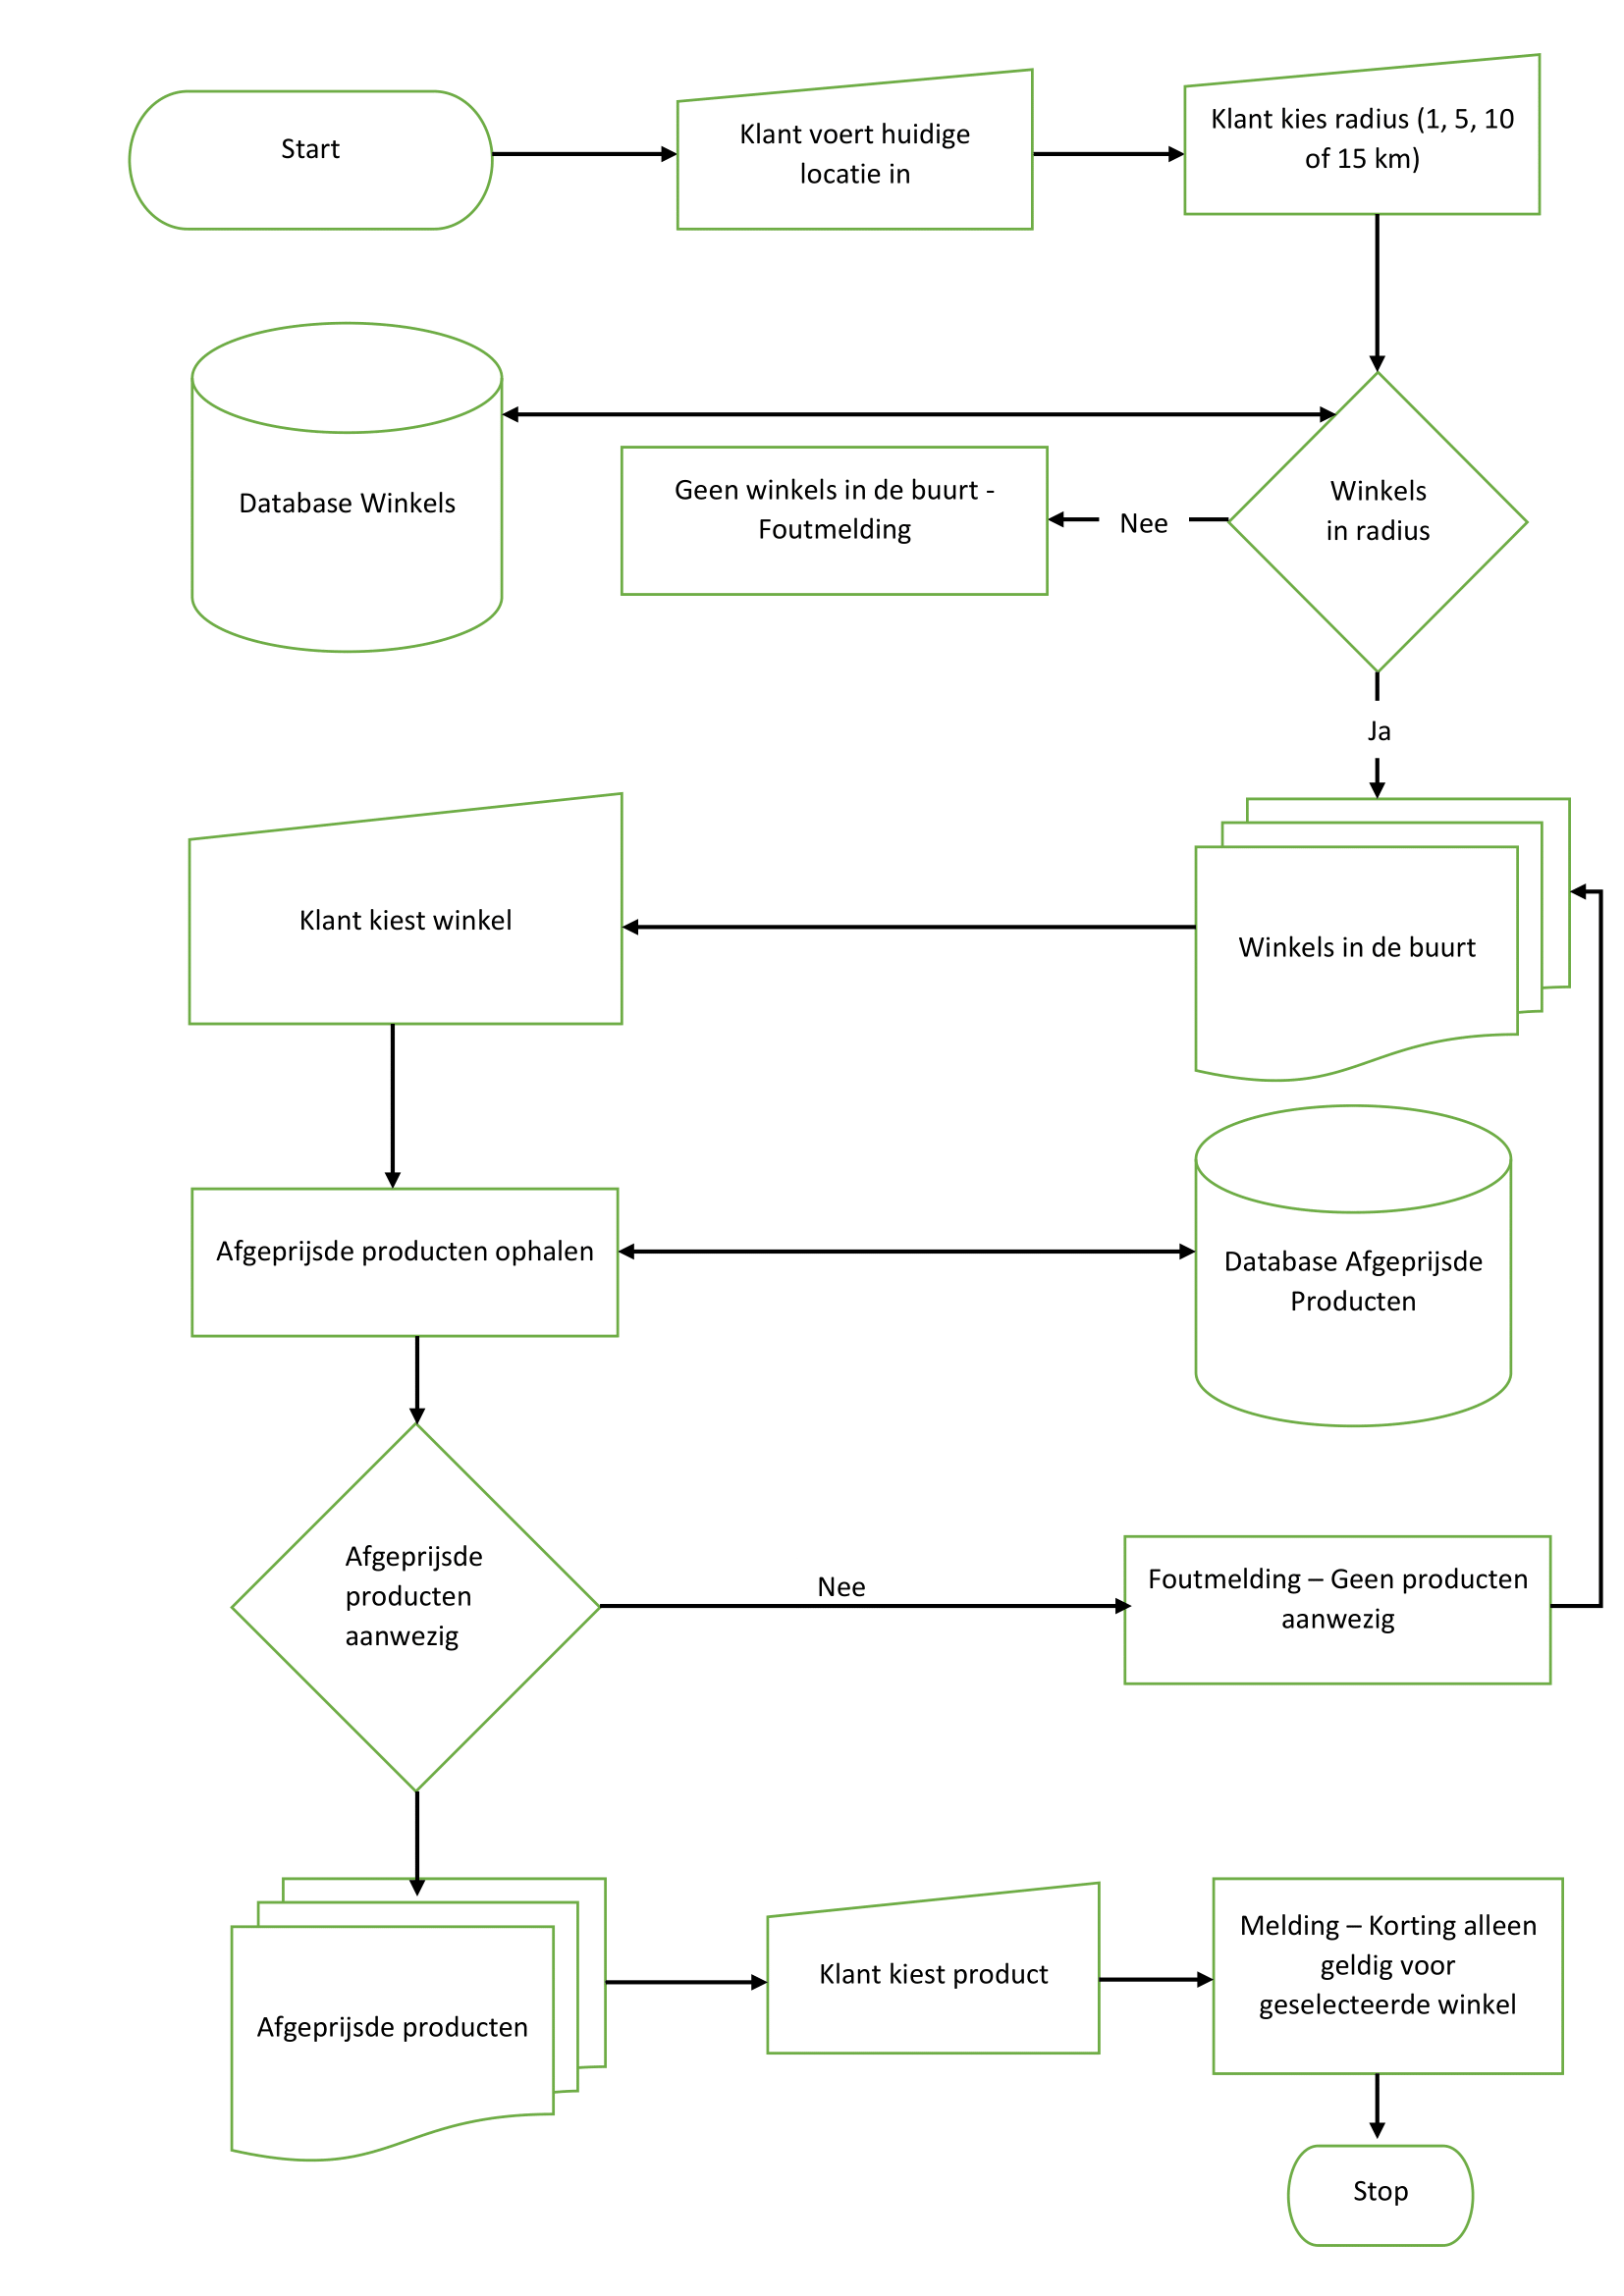 Start
Klant voert huidige
locatie in
Klant kies radius (1, 5, 10
of 15 km)
Database Winkels
Geen winkels in de buurt -
Foutmelding
Nee
Winkels
in radius
Ja
Klant kiest winkel
Winkels in de buurt
Afgeprijsde producten ophalen
Database Afgeprijsde
Producten
Afgeprijsde
producten
aanwezig
Nee
Foutmelding – Geen producten
aanwezig
Afgeprijsde producten
Klant kiest product
Melding – Korting alleen
geldig voor
geselecteerde winkel
Stop